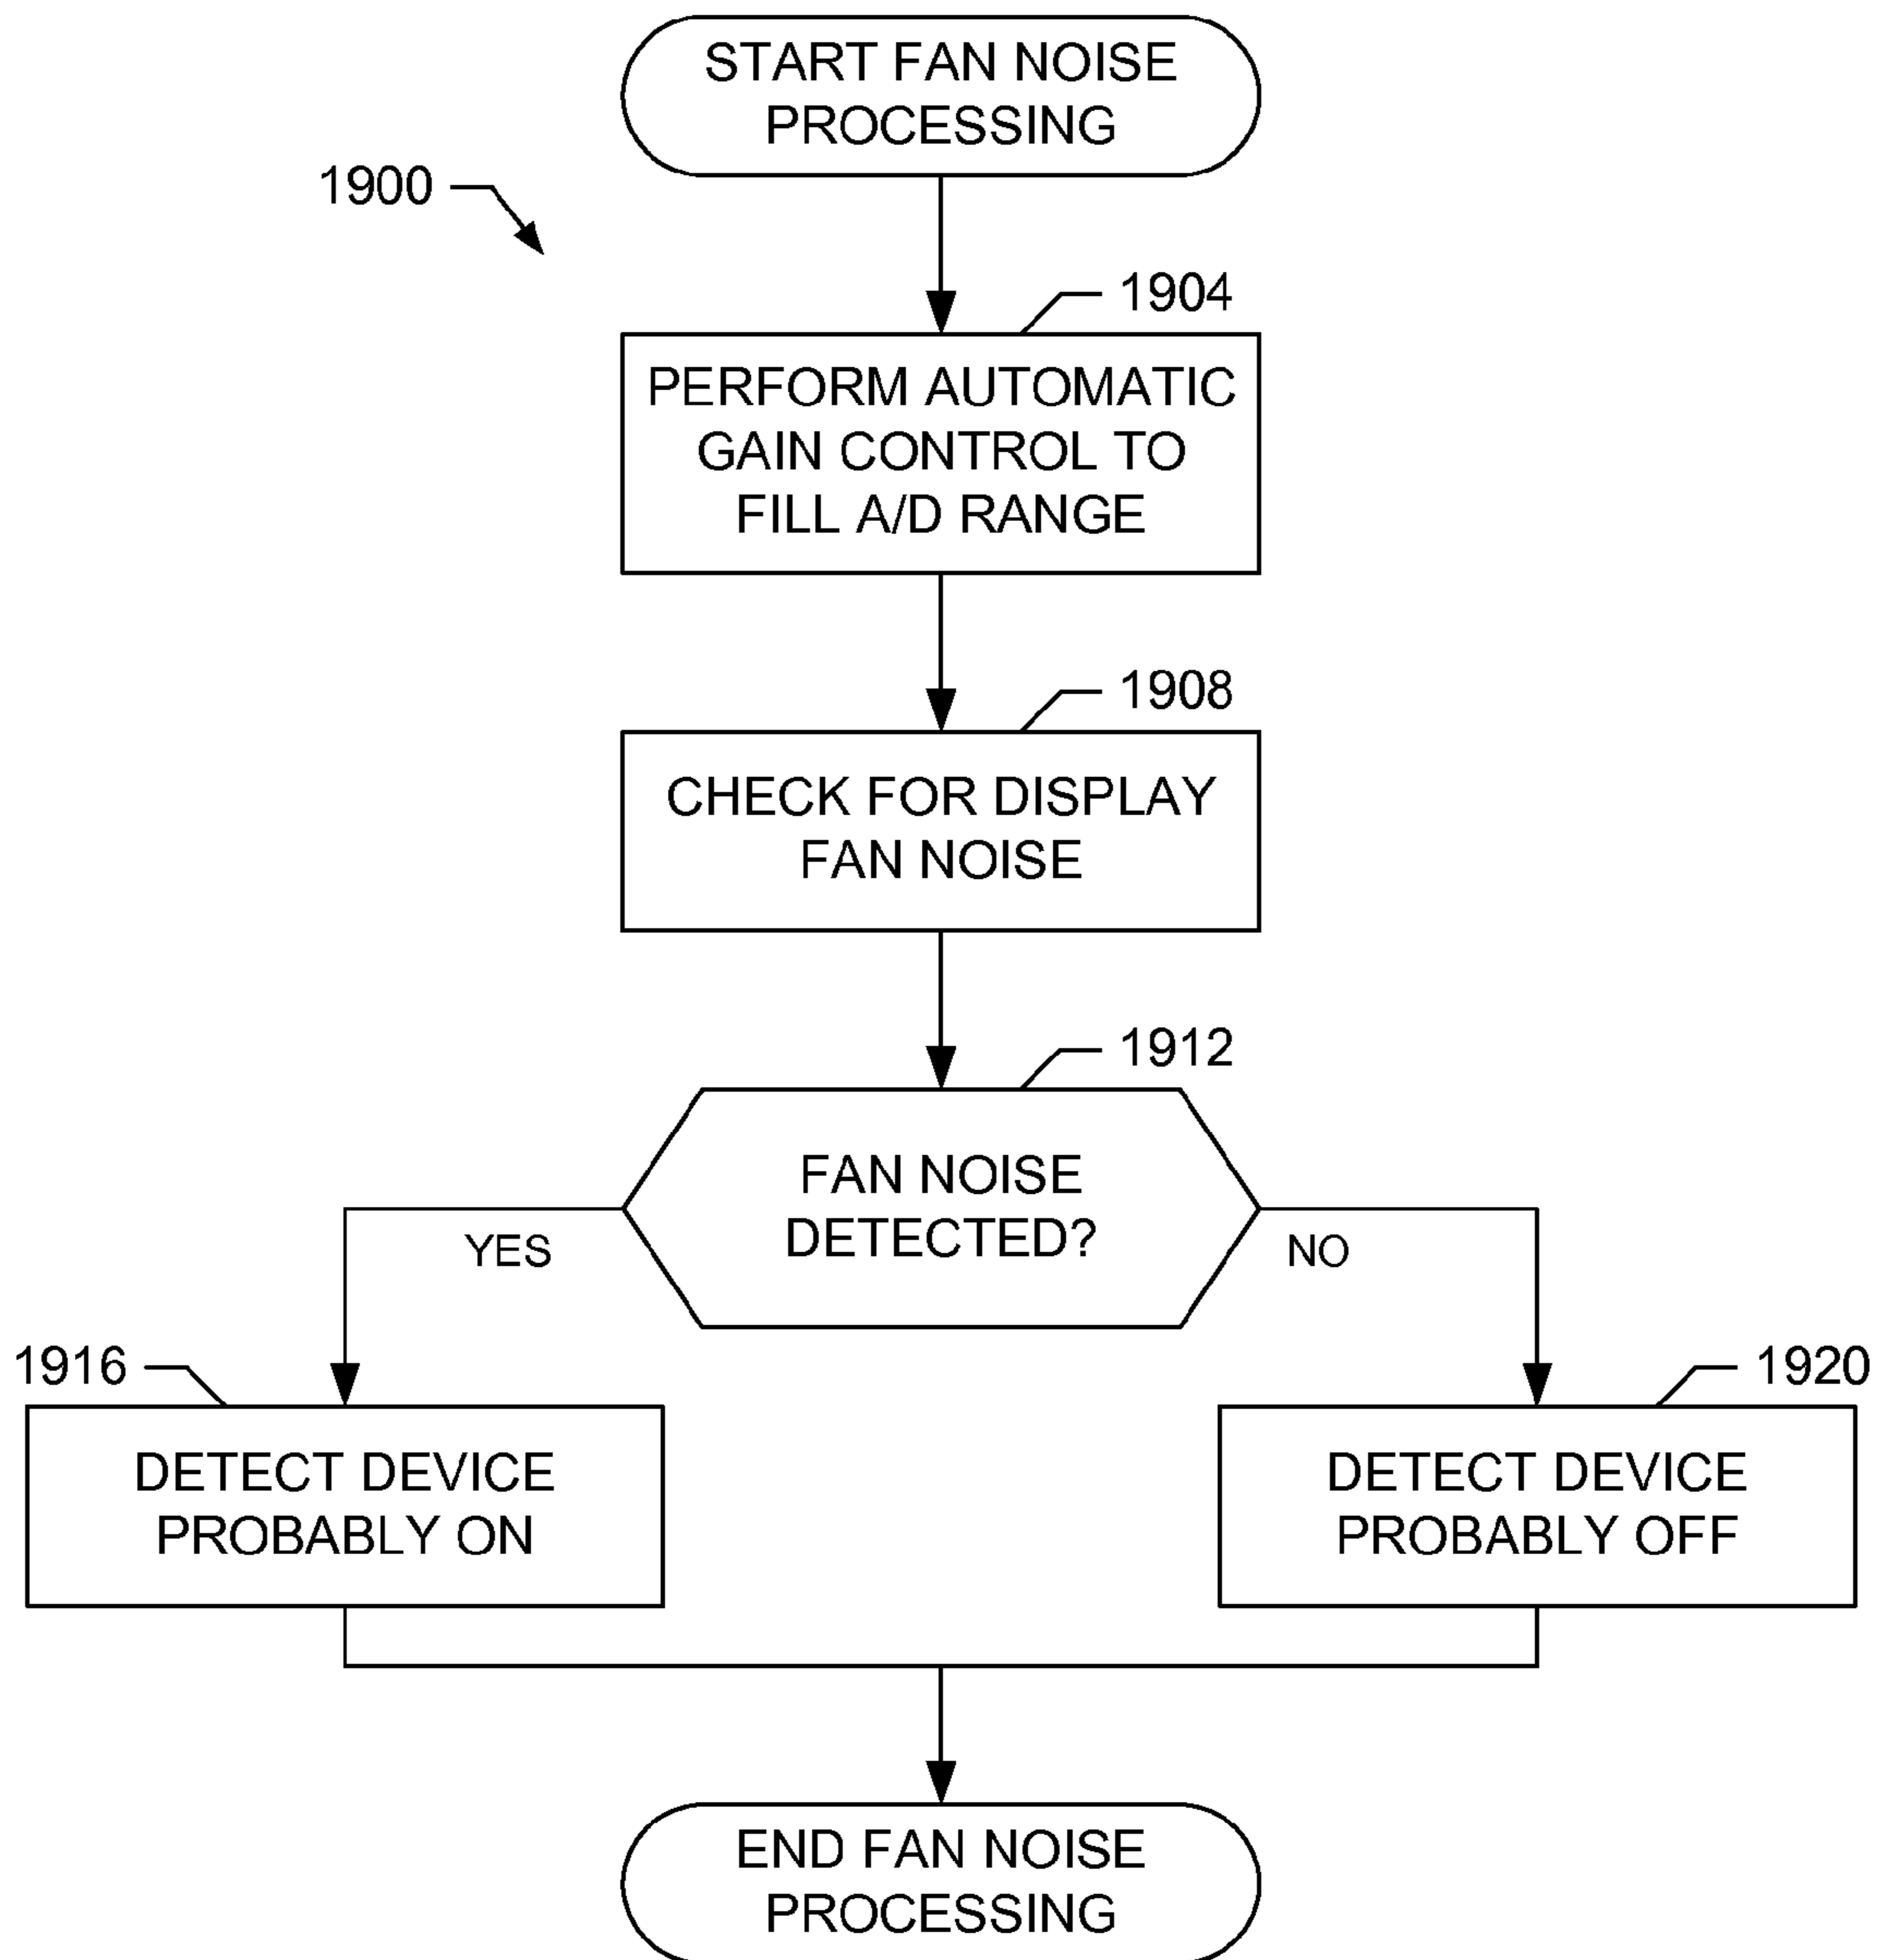 START FAN NOISE
PROCESSING
1900
1904
PERFORM AUTOMATIC
GAIN CONTROL TO
FILL A/D RANGE
1908
CHECK FOR DISPLAY
FAN NOISE
1912
FAN NOISE
DETECTED?
YES
NO
1916
1920
DETECT DEVICE
PROBABLY ON
DETECT DEVICE
PROBABLY OFF
END FAN NOISE
PROCESSING